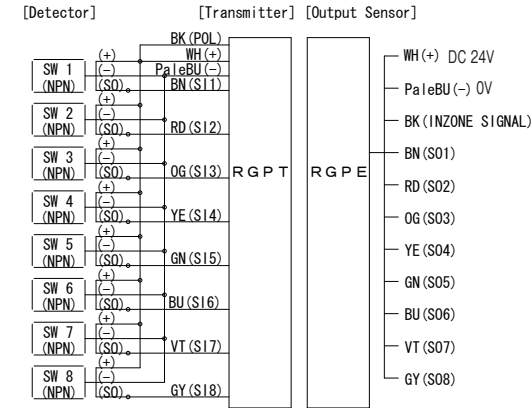 [Detector] [Transmitter] [Output Sensor]
BK(POL)
(+) WH(+) WH(+) DC 24V
SW 1 (-) PaleBU(-)
(NPN) (SO) BN(SI1) PaleBU(-) 0V
(+)
SW 2 (-) BK(INZONE SIGNAL)
(NPN) (SO) RD(SI2)
(+) BN(SO1)
SW 3 (-)
(NPN) (SO) OG(SI3) RGPT RGPE
(+) RD(SO2)
SW 4 (-)
(NPN) (SO) YE(SI4) OG(SO3)
(+)
SW 5 (-) YE(SO4)
(NPN) (SO) GN(SI5)
(+) GN(SO5)
SW 6 (-)
(NPN) (SO) BU(SI6) BU(SO6)
(+)
SW 7 (-)
(NPN) (SO) VT(SI7) VT(SO7)
(+)
SW 8 (-) GY(SO8)
(NPN) (SO) GY(SI8)